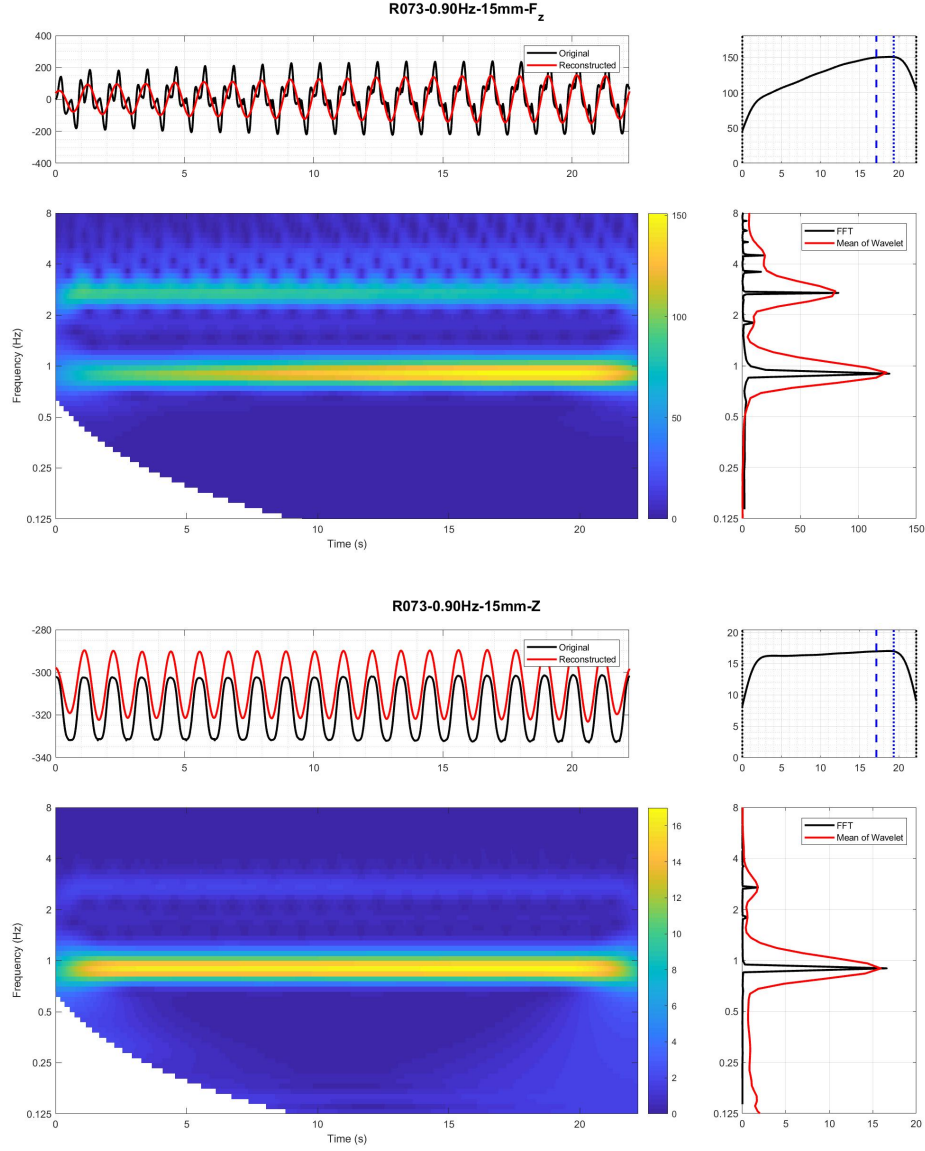 R073-0.90Hz-15mm-Fz
400
200
0
-200
-400
0 5 10 15 20
Original
Reconstructed
150
100
50
0
0 5 10 15 20
Frequency (Hz)
8
4
2
1
0.5
0.25
0.125
0 5 10 15 20
Time (s)
150
100
50
0
8
4
2
1
0.5
0.25
0.125
0 50 100 150
FFT
Mean of Wavelet
R073-0.90Hz-15mm-Z
-280
-300
-320
-340
0 5 10 15 20
Original
Reconstructed
20
15
10
5
0
0 5 10 15 20
Frequency (Hz)
8
4
2
1
0.5
0.25
0.125
0 5 10 15 20
Time (s)
16
14
12
10
8
6
4
2
0
8
4
2
1
0.5
0.25
0.125
0 5 10 15 20
FFT
Mean of Wavelet